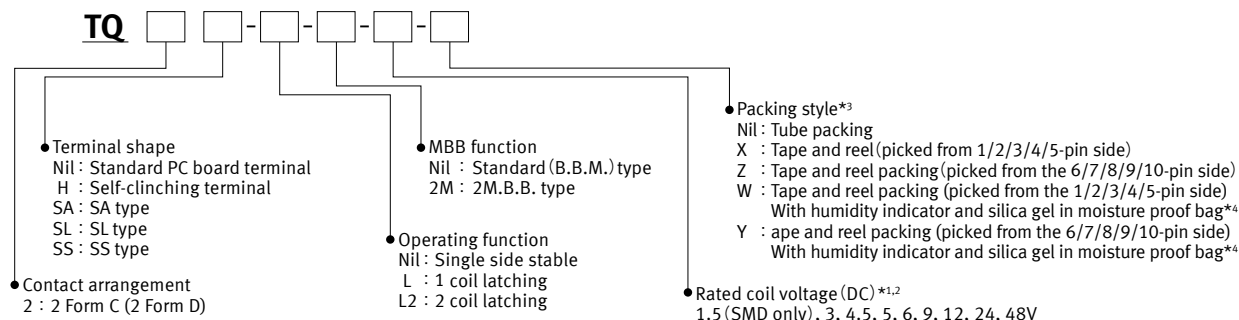 TQ - - - -
Packing style*3
Nil : Tube packing
X : Tape and reel(picked from 1/2/3/4/5-pin side)
Z : Tape and reel packing(picked from the 6/7/8/9/10-pin side)
W : Tape and reel packing (picked from the 1/2/3/4/5-pin side)
With humidity indicator and silica gel in moisture proof bag*4
Y : ape and reel packing (picked from the 6/7/8/9/10-pin side)
With humidity indicator and silica gel in moisture proof bag*4
Terminal shape
Nil : Standard PC board terminal
H : Self-clinching terminal
SA : SA type
SL : SL type
SS : SS type
MBB function
Nil : Standard(B.B.M.)type
2M : 2M.B.B. type
Operating function
Nil : Single side stable
L : 1 coil latching
L2 : 2 coil latching
Contact arrangement
2 : 2 Form C (2 Form D)
Rated coil voltage(DC)*1,2
1.5(SMD only), 3, 4.5, 5, 6, 9, 12, 24, 48V